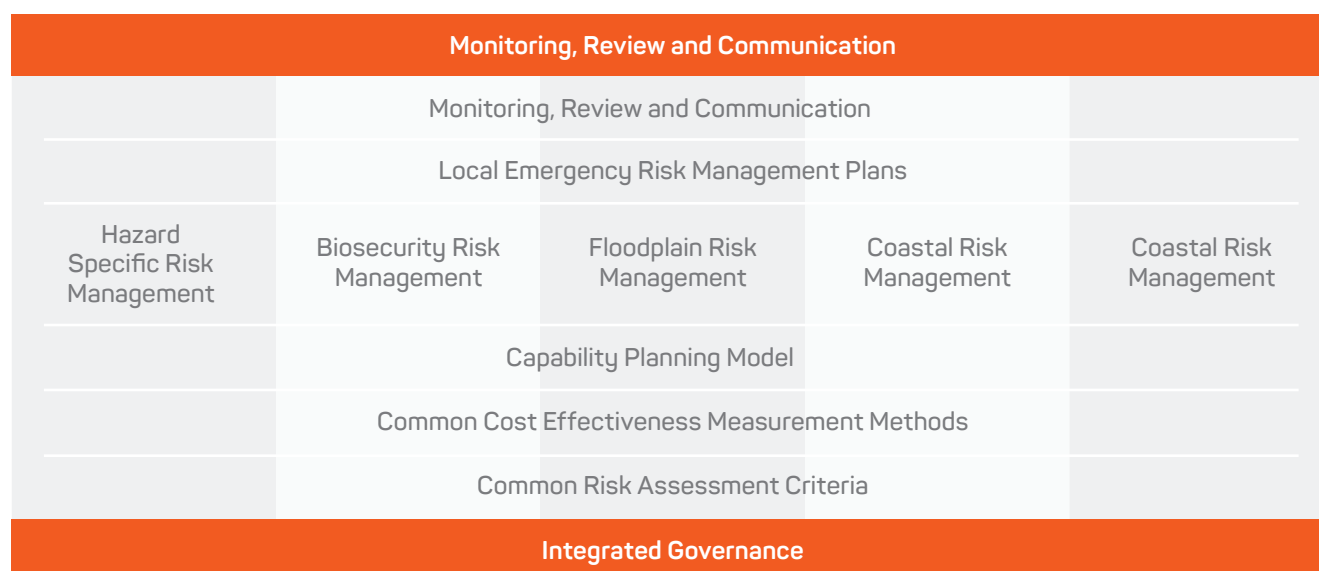 Monitoring, Review and Communication
Monitoring, Review and Communication
Local Emergency Risk Management Plans
Hazard
Specific Risk
Management
Biosecurity Risk
Management
Floodplain Risk
Management
Coastal Risk
Management
Coastal Risk
Management
Capability Planning Model
Common Cost Effectiveness Measurement Methods
Common Risk Assessment Criteria
Integrated Governance